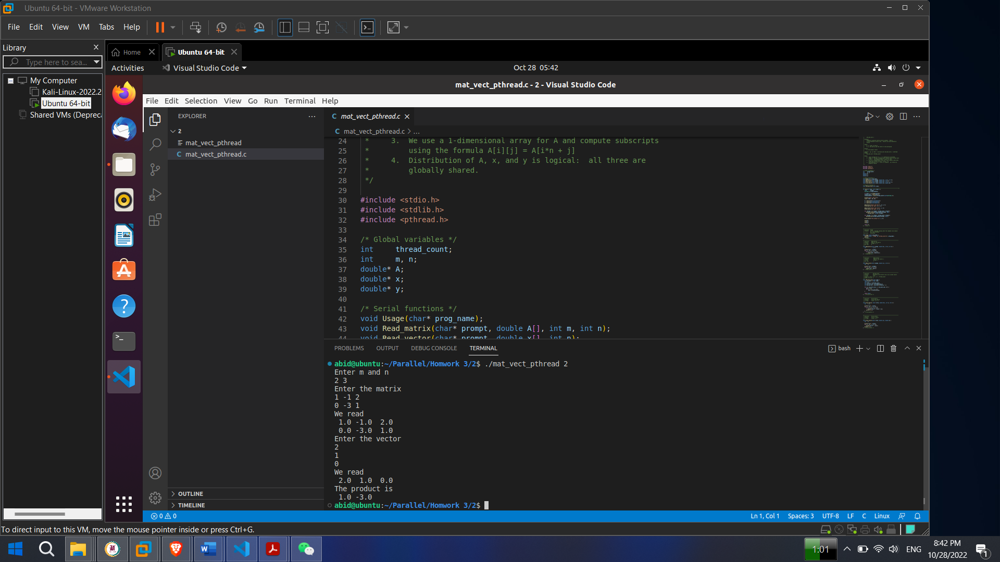 Ubuntu 64-bit - VMware Workstation
File Edit View VM Tabs Help
Library
Type here to sea...
My Computer
Kali-Linux-2022.2
Ubuntu 64-bit
Shared VMs (Depreca
Home
Ubuntu 64-bit
Activities
Visual Studio Code
Oct 28 05:42
mat_vect_pthread.c - 2 - Visual Studio Code
File Edit Selection View Go Run Terminal Help
EXPLORER
2
mat_vect_pthread
C mat_vect_pthread.c
OUTLINE
TIMELINE
C mat_vect_pthread.c
C mat_vect_pthread.c > ...
24 * 3. We use a 1-dimensional array for A and compute subscripts
25 * using the formula A[i][j] = A[i*n + j]
26 * 4. Distribution of A, x, and y is logical: all three are
27 * globally shared.
28 */
29
30 #include <stdio.h>
31 #include <stdlib.h>
32 #include <pthread.h>
33
34 /* Global variables */
35 int thread_count;
36 int m, n;
37 double* A;
38 double* x;
39 double* y;
40
41 /* Serial functions */
42 void Usage(char* prog_name);
43 void Read_matrix(char* prompt, double A[], int m, int n);
44 void Read_vector(char* prompt, double x[], int n);
PROBLEMS OUTPUT DEBUG CONSOLE TERMINAL
bash
abid@ubuntu:~/Parallel/Homwork 3/2$ ./mat_vect_pthread 2
Enter m and n
2 3
Enter the matrix
1 -1 2
0 -3 1
We read
1.0 -1.0 2.0
0.0 -3.0 1.0
Enter the vector
2
1
0
We read
2.0 1.0 0.0
The product is
1.0 -3.0
abid@ubuntu:~/Parallel/Homwork 3/2$
0 0
Ln 1, Col 1 Spaces: 3 UTF-8 LF C Linux
To direct input to this VM, move the mouse pointer inside or press Ctrl+G.
1:01
ENG
8:42 PM
10/28/2022
1